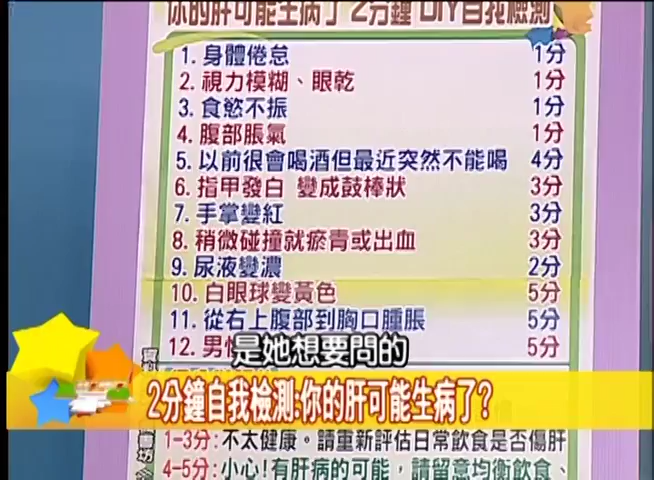 你的肝可能生病了 2分鐘 DIY自我檢測
1. 身體倦怠 1分
2. 視力模糊、眼乾 1分
3. 食慾不振 1分
4. 腹部脹氣 1分
5. 以前很會喝酒但最近突然不能喝 4分
6. 指甲發白 變成鼓棒狀 3分
7. 手掌變紅 3分
8. 稍微碰撞就瘀青或出血 3分
9. 尿液變濃 2分
10. 白眼球變黃色 5分
11. 從右上腹部到胸口腫脹 5分
12. 男性 5分
是她想要問的
2分鐘自我檢測:你的肝可能生病了?
1-3分: 不太健康。請重新評估日常飲食是否傷肝
4-5分: 小心!有肝病的可能，請留意均衡飲食、